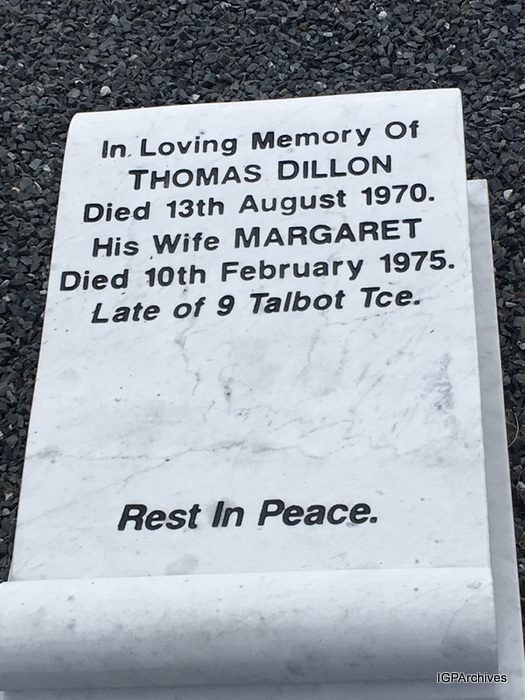 In Loving Memory Of
THOMAS DILLON
Died 13th August 1970.
His Wife MARGARET
Died 10th February 1975.
Late of 9 Talbot Tce.
Rest In Peace.
IGPArchives